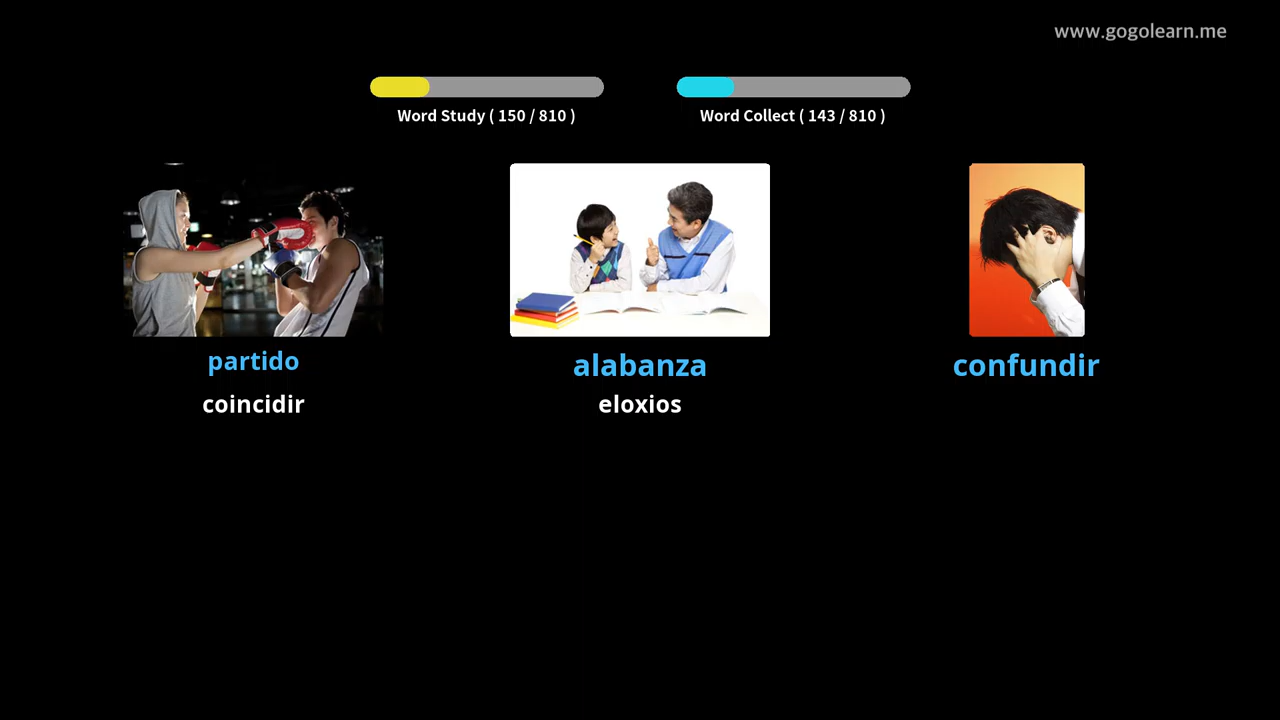 www.gogolearn.me
Word Study ( 150 / 810 )
Word Collect ( 143 / 810 )
partido
alabanza
confundir
coincidir
eloxios